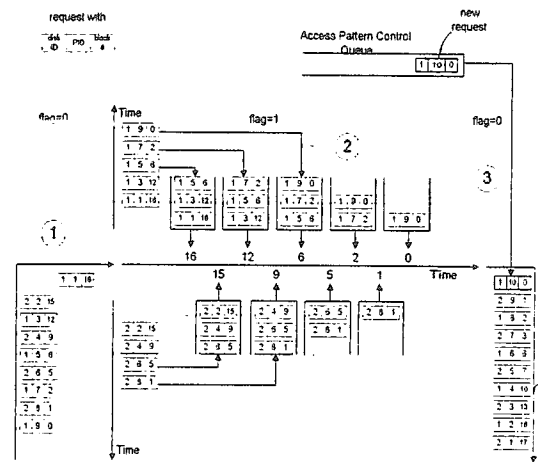 request with
disk ID
PID
block #
new request
Access Pattern Control Queue
1 10 0
flag=0
Time
flag=1
flag=0
1 9 0
1 7 2
1 5 6
1 3 12
1 1 16
2
3
1 5 6
1 3 12
1 1 16
1 7 2
1 5 6
1 3 12
1 9 0
1 7 2
1 5 6
1 9 0
1 7 2
1 9 0
1
16 12 6 2 0
15 9 5 1
Time
1 1 16
2 2 15
1 3 12
2 4 9
1 5 6
2 6 5
1 7 2
2 8 1
1 9 0
2 2 15
2 4 9
2 6 5
2 8 1
2 2 15
2 4 9
2 6 5
2 4 9
2 6 5
2 8 1
2 6 5
2 8 1
2 8 1
1 10 0
2 9 2
1 8 2
2 7 3
1 6 6
2 5 7
1 4 10
2 3 13
1 2 16
2 1 17
Time